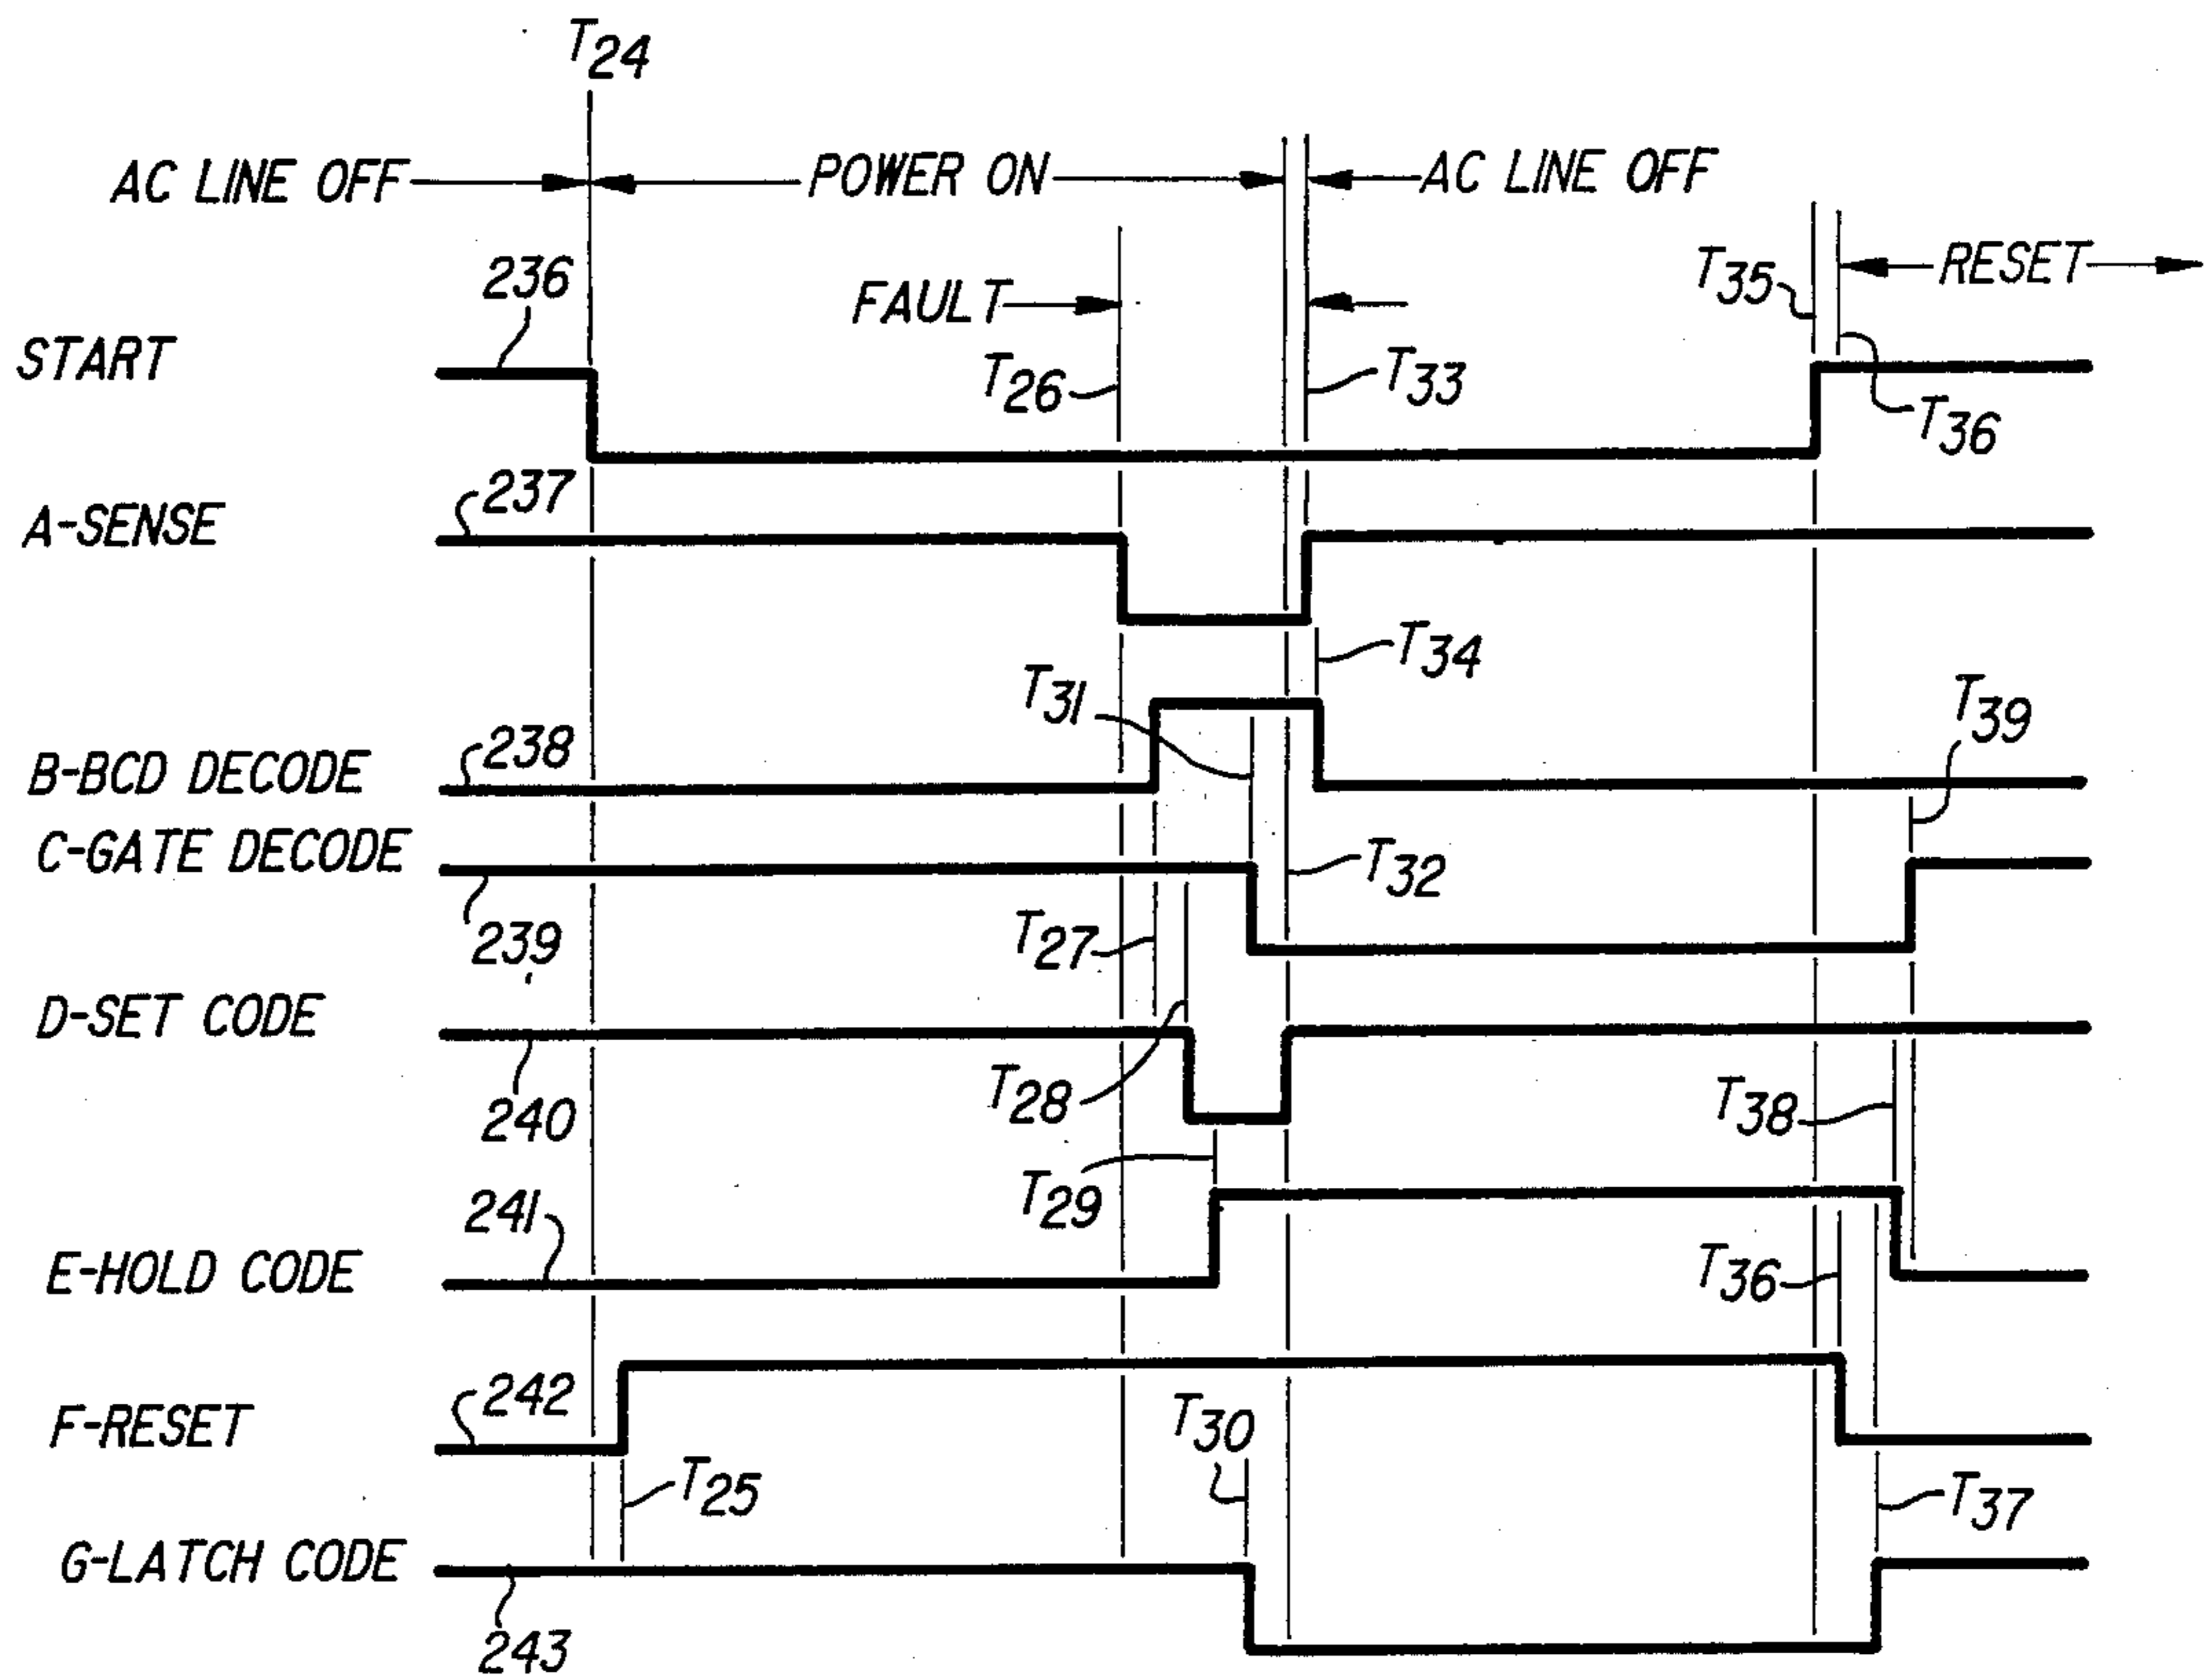 T24
AC LINE OFF POWER ON AC LINE OFF
RESET
T35
236
FAULT
START
T26
T33
T36
237
A-SENSE
T34
T31
T39
238
B-BCD DECODE
C-GATE DECODE
T32
239
T27
D-SET CODE
T28
240
T38
T29
241
E-HOLD CODE
T36
242
F-RESET
T30
T25
T37
G-LATCH CODE
243